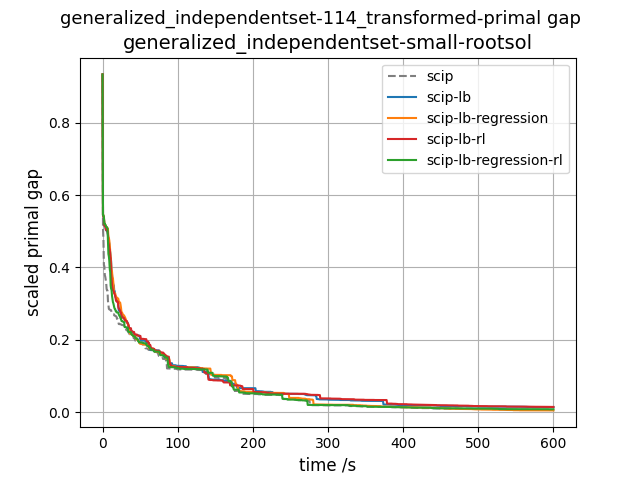 generalized_independentset-114_transformed-primal gap
generalized_independentset-small-rootsol
scip
scip-lb
scip-lb-regression
scip-lb-rl
scip-lb-regression-rl
scaled primal gap
0.8
0.6
0.4
0.2
0.0
0 100 200 300 400 500 600
time /s